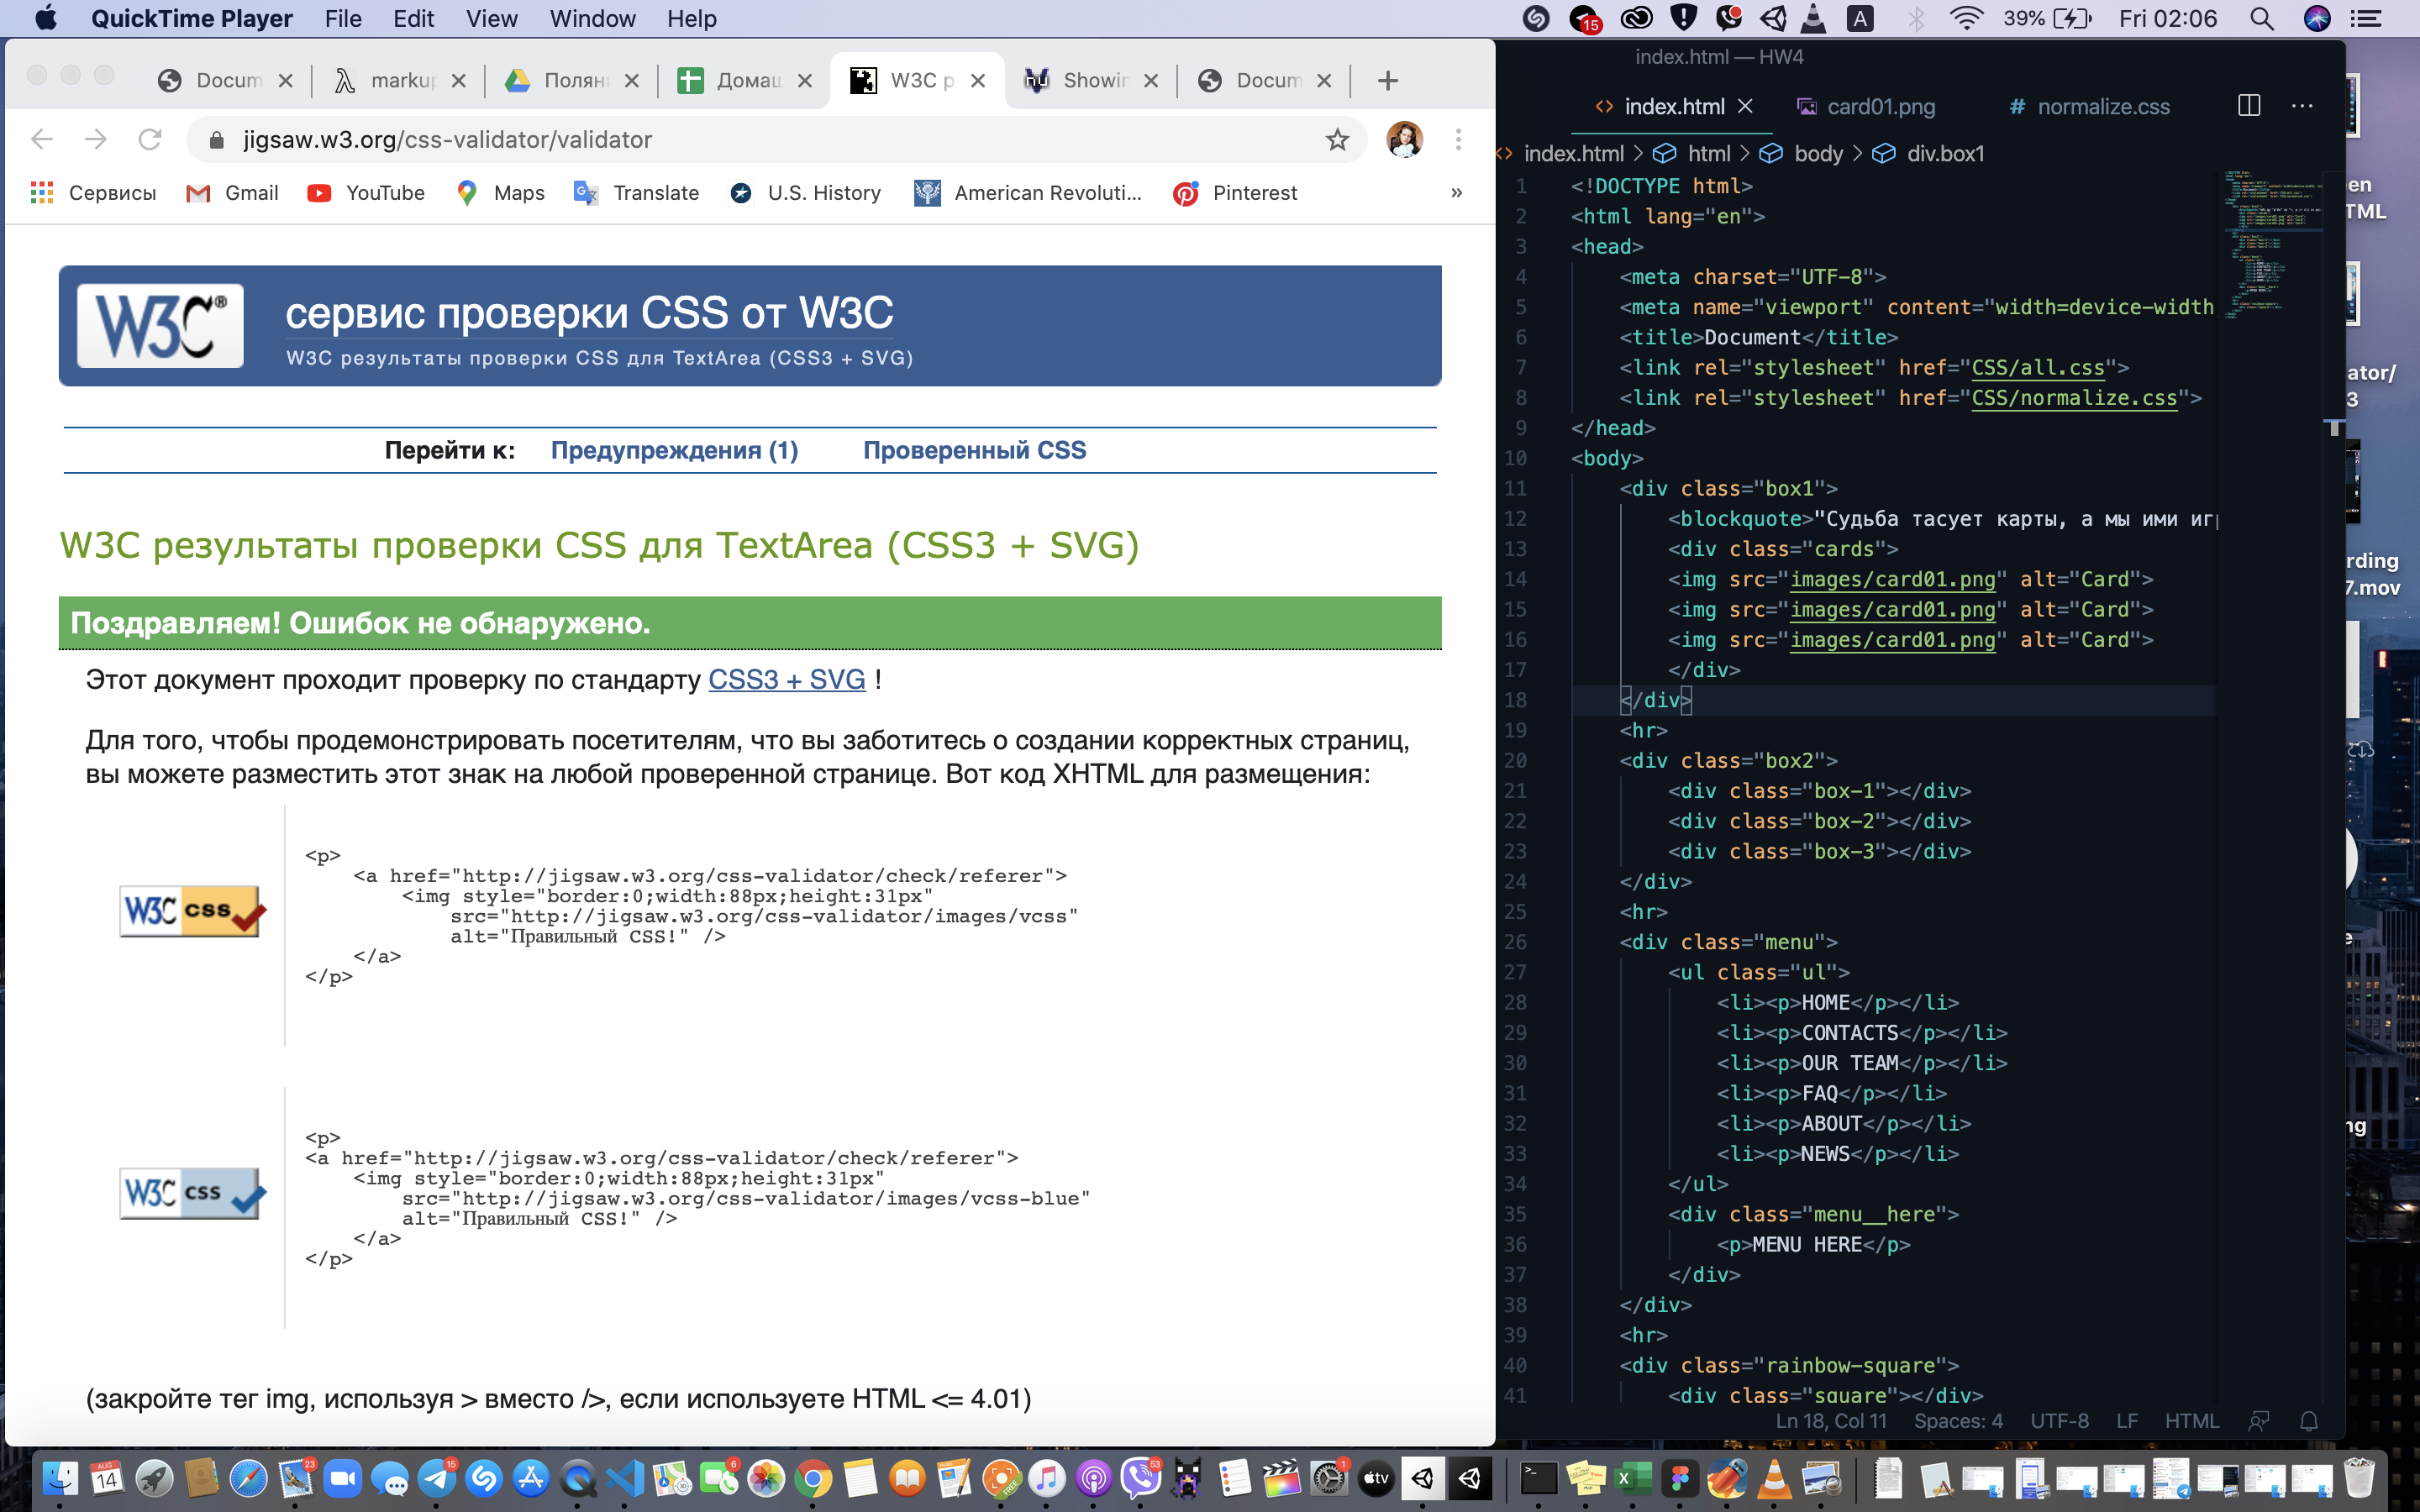 QuickTime Player File Edit View Window Help
15 A 39% Fri 02:06
Docum
markup
Полян
Домаш
W3C р
Showin
Docum
jigsaw.w3.org/css-validator/validator
Сервисы Gmail YouTube Maps Translate U.S. History American Revoluti... Pinterest »
W3C®
сервис проверки CSS от W3C
W3C результаты проверки CSS для TextArea (CSS3 + SVG)
Перейти к: Предупреждения (1) Проверенный CSS
W3C результаты проверки CSS для TextArea (CSS3 + SVG)
Поздравляем! Ошибок не обнаружено.
Этот документ проходит проверку по стандарту CSS3 + SVG !
Для того, чтобы продемонстрировать посетителям, что вы заботитесь о создании корректных страниц,
вы можете разместить этот знак на любой проверенной странице. Вот код XHTML для размещения:
W3C css
<p>
<a href="http://jigsaw.w3.org/css-validator/check/referer">
<img style="border:0;width:88px;height:31px"
src="http://jigsaw.w3.org/css-validator/images/vcss"
alt="Правильный CSS!" />
</a>
</p>
W3C css
<p>
<a href="http://jigsaw.w3.org/css-validator/check/referer">
<img style="border:0;width:88px;height:31px"
src="http://jigsaw.w3.org/css-validator/images/vcss-blue"
alt="Правильный CSS!" />
</a>
</p>
(закройте тег img, используя > вместо />, если используете HTML <= 4.01)
index.html — HW4
index.html card01.png # normalize.css
index.html > html > body > div.box1
1 <!DOCTYPE html>
2 <html lang="en">
3 <head>
4 <meta charset="UTF-8">
5 <meta name="viewport" content="width=device-width
6 <title>Document</title>
7 <link rel="stylesheet" href="CSS/all.css">
8 <link rel="stylesheet" href="CSS/normalize.css">
9 </head>
10 <body>
11 <div class="box1">
12 <blockquote>"Судьба тасует карты, а мы ими игр
13 <div class="cards">
14 <img src="images/card01.png" alt="Card">
15 <img src="images/card01.png" alt="Card">
16 <img src="images/card01.png" alt="Card">
17 </div>
18 </div>
19 <hr>
20 <div class="box2">
21 <div class="box-1"></div>
22 <div class="box-2"></div>
23 <div class="box-3"></div>
24 </div>
25 <hr>
26 <div class="menu">
27 <ul class="ul">
28 <li><p>HOME</p></li>
29 <li><p>CONTACTS</p></li>
30 <li><p>OUR TEAM</p></li>
31 <li><p>FAQ</p></li>
32 <li><p>ABOUT</p></li>
33 <li><p>NEWS</p></li>
34 </ul>
35 <div class="menu__here">
36 <p>MENU HERE</p>
37 </div>
38 </div>
39 <hr>
40 <div class="rainbow-square">
41 <div class="square"></div>
Ln 18, Col 11 Spaces: 4 UTF-8 LF HTML
en
TML
ator/
3
rding
7.mov
ng
AUG
14
23
15
6
53
1
tv